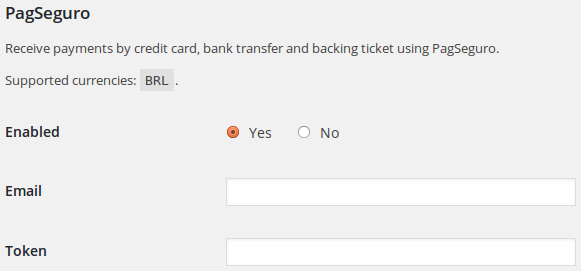 PagSeguro
Receive payments by credit card, bank transfer and backing ticket using PagSeguro.
Supported currencies: BRL .
Enabled Yes No
Email
Token